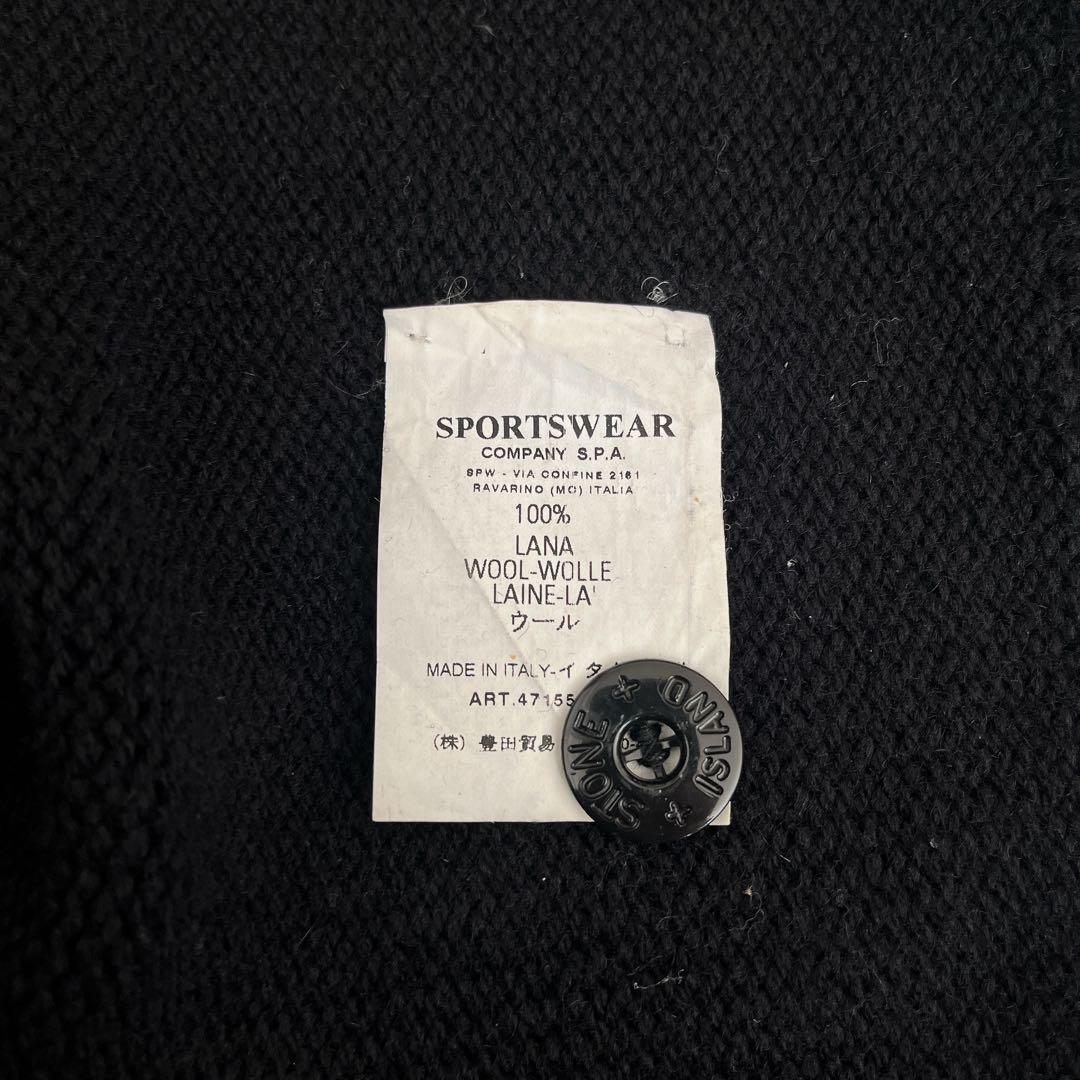 SPORTSWEAR
COMPANY S.P.A.
SPW - VIA CONFINE 2161
RAVARINO (MO) ITALIA
100%
LANA
WOOL-WOLLE
LAINE-LA'
ウール
MADE IN ITALY-イタ
ART.47155
(株) 豊田貿易
STONE ISLAND